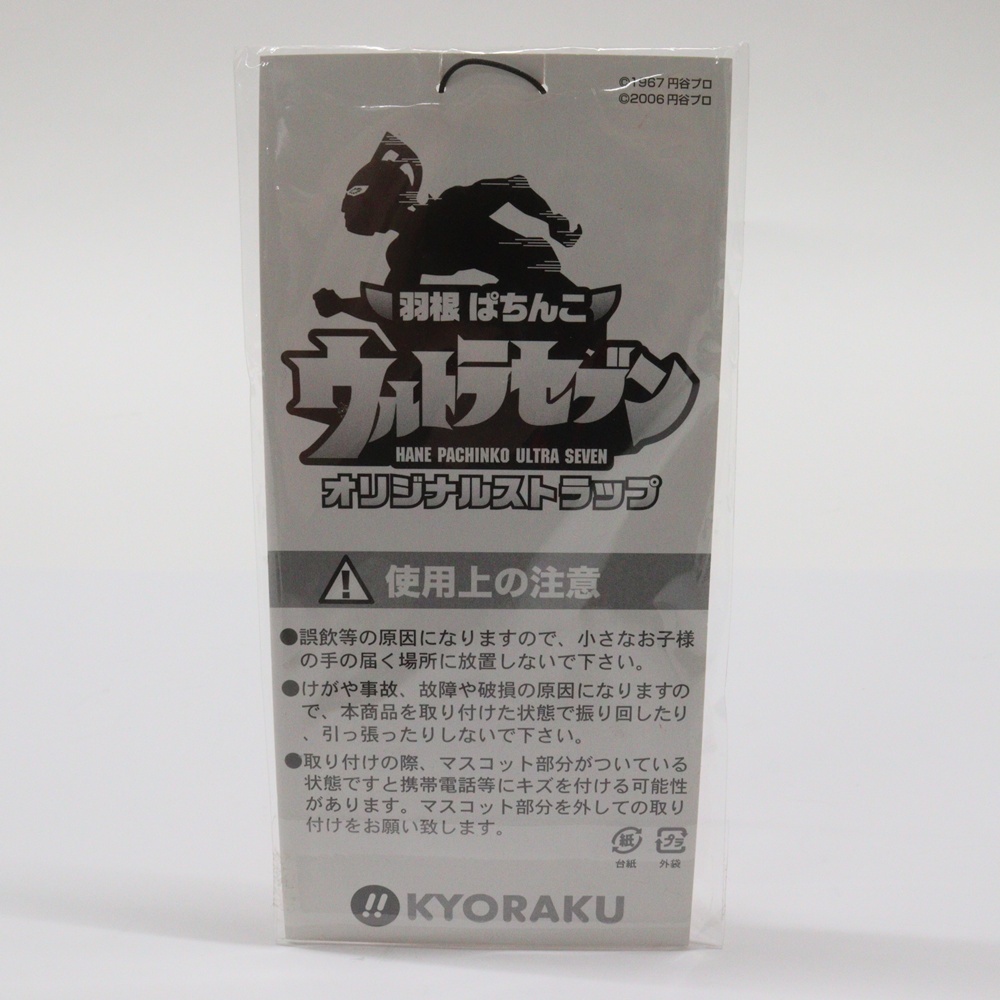 ©1967 円谷プロ
©2006 円谷プロ
羽根 ぱちんこ
ウルトラセブン
HANE PACHINKO ULTRA SEVEN
オリジナルストラップ
使用上の注意
●誤飲等の原因になりますので、小さなお子様
の手の届く場所に放置しないで下さい。
●けがや事故、故障や破損の原因になりますの
で、本商品を取り付けた状態で振り回したり
、引っ張ったりしないで下さい。
●取り付けの際、マスコット部分がついている
状態ですと携帯電話等にキズを付ける可能性
があります。マスコット部分を外しての取り
付けをお願い致します。
紙 プラ
台紙 外袋
!! KYORAKU